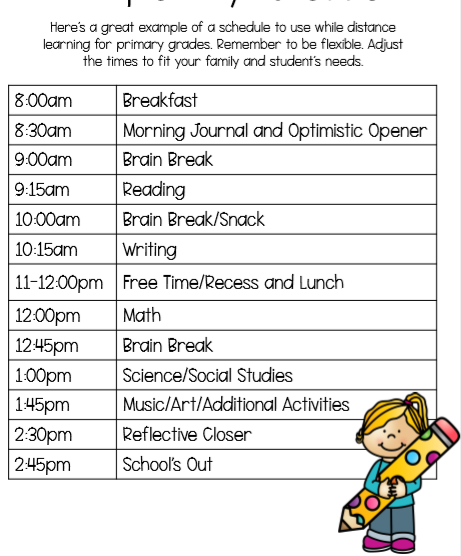 Here's a great example of a schedule to use while distance
learning for primary grades. Remember to be flexible. Adjust
the times to fit your family and student's needs.
8:00am Breakfast
8:30am Morning Journal and Optimistic Opener
9:00am Brain Break
9:15am Reading
10:00am Brain Break/Snack
10:15am Writing
11-12:00pm Free Time/Recess and Lunch
12:00pm Math
12:45pm Brain Break
1:00pm Science/Social Studies
1:45pm Music/Art/Additional Activities
2:30pm Reflective Closer
2:45pm School's Out